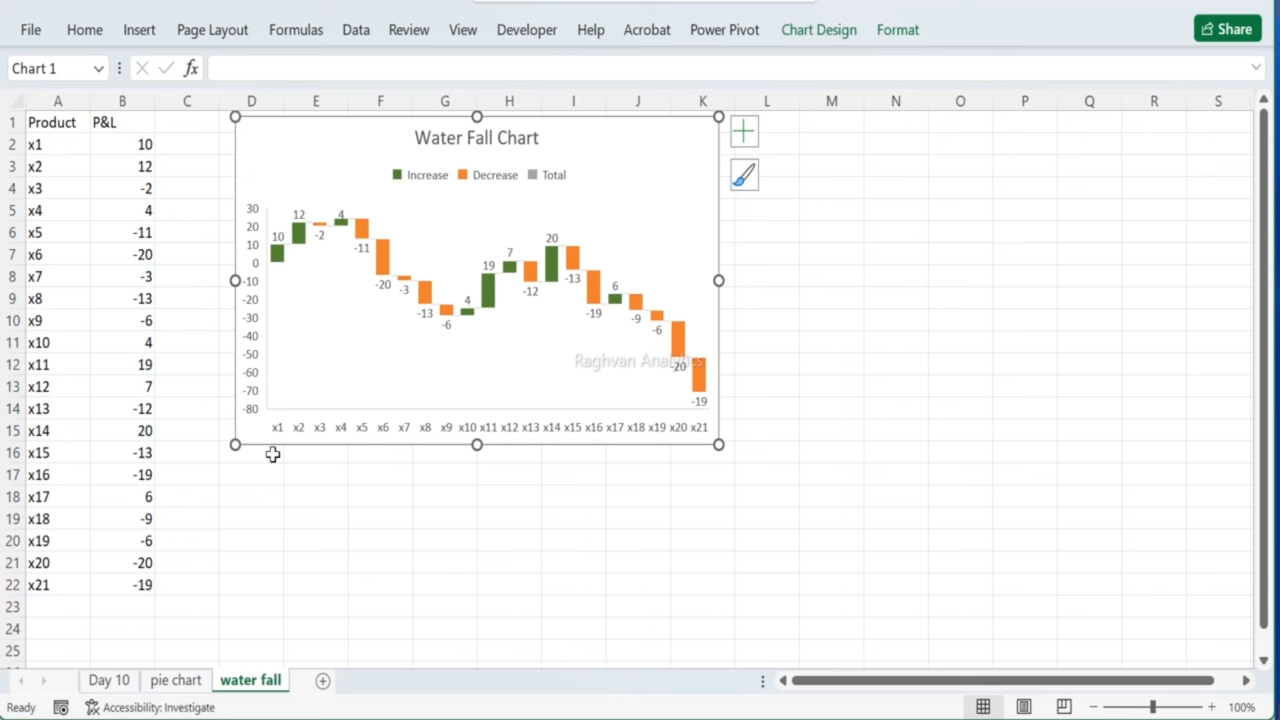 File Home Insert Page Layout Formulas Data Review View Developer Help Acrobat Power Pivot Chart Design Format Share
Chart 1 fx
A B C D E F G H I J K L M N O P Q R S
1 Product P&L
2 x1 10
3 x2 12
4 x3 -2
5 x4 4
6 x5 -11
7 x6 -20
8 x7 -3
9 x8 -13
10 x9 -6
11 x10 4
12 x11 19
13 x12 7
14 x13 -12
15 x14 20
16 x15 -13
17 x16 -19
18 x17 6
19 x18 -9
20 x19 -6
21 x20 -20
22 x21 -19
23
24
25
Water Fall Chart
Increase Decrease Total
30
20
10
0
-10
-20
-30
-40
-50
-60
-70
-80
10 12 -2 4 -11 -20 -3 -13 -6 4 19 7 -12 20 -13 -19 6 -9 -6 -20 -19
Raghvan Analytics
x1 x2 x3 x4 x5 x6 x7 x8 x9 x10 x11 x12 x13 x14 x15 x16 x17 x18 x19 x20 x21
Day 10 pie chart water fall
Ready Accessibility: Investigate 100%